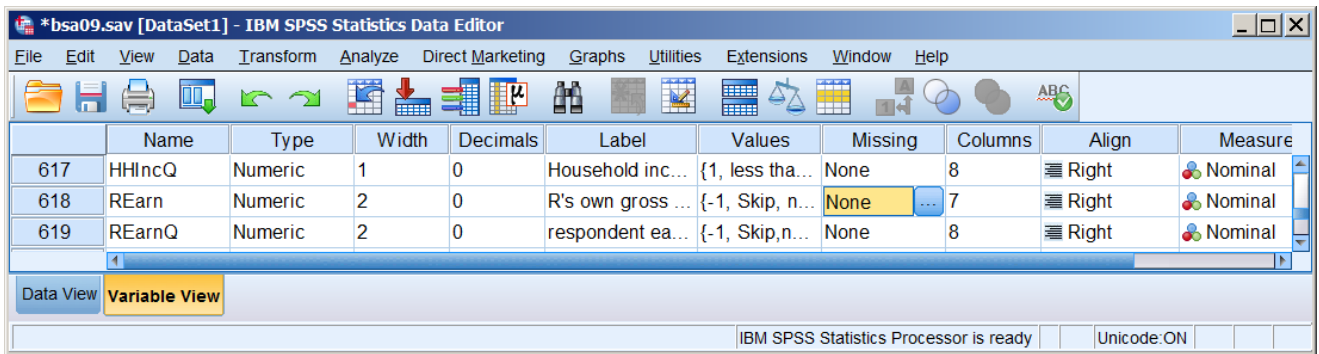 *bsa09.sav [DataSet1] - IBM SPSS Statistics Data Editor
File Edit View Data Transform Analyze Direct Marketing Graphs Utilities Extensions Window Help
μ A 1 4 ABC
Name Type Width Decimals Label Values Missing Columns Align Measure
617 HHIncQ Numeric 1 0 Household inc... {1, less tha... None 8 Right Nominal
618 REarn Numeric 2 0 R's own gross ... {-1, Skip, n... None ... 7 Right Nominal
619 REarnQ Numeric 2 0 respondent ea... {-1, Skip,n... None 8 Right Nominal
Data View Variable View
IBM SPSS Statistics Processor is ready Unicode:ON